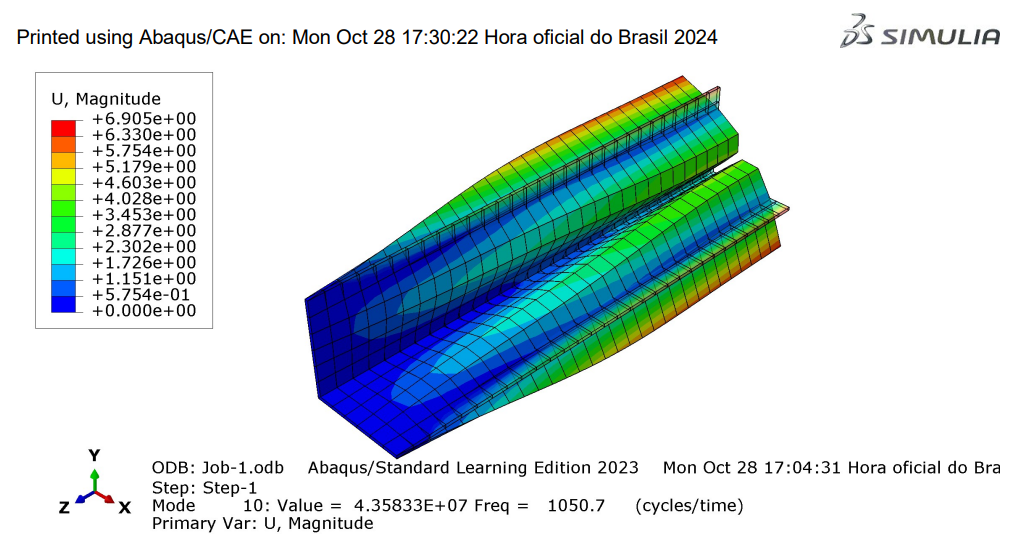 Printed using Abaqus/CAE on: Mon Oct 28 17:30:22 Hora oficial do Brasil 2024
SIMULIA
U, Magnitude
+6.905e+00
+6.330e+00
+5.754e+00
+5.179e+00
+4.603e+00
+4.028e+00
+3.453e+00
+2.877e+00
+2.302e+00
+1.726e+00
+1.151e+00
+5.754e-01
+0.000e+00
Y
Z X
ODB: Job-1.odb Abaqus/Standard Learning Edition 2023 Mon Oct 28 17:04:31 Hora oficial do Bra
Step: Step-1
Mode 10: Value = 4.35833E+07 Freq = 1050.7 (cycles/time)
Primary Var: U, Magnitude